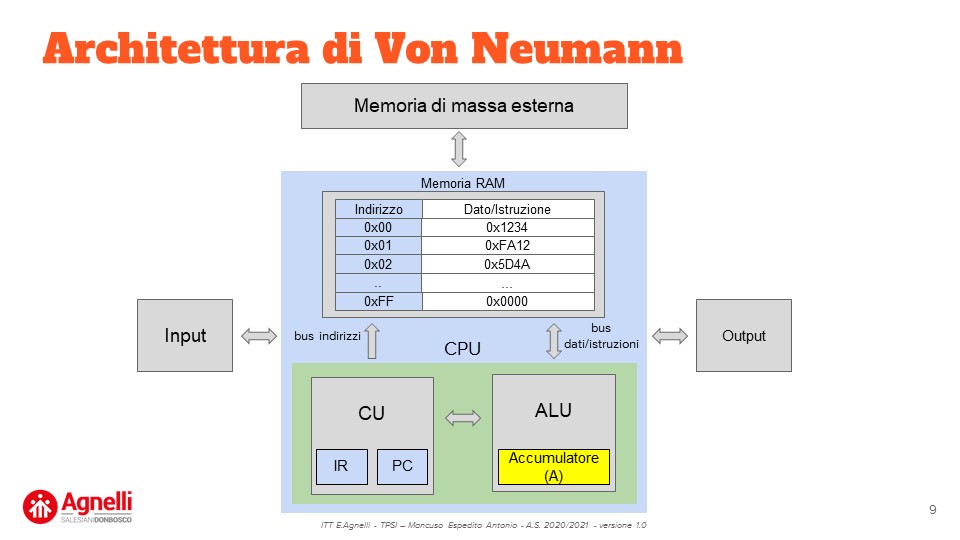 Architettura di Von Neumann
Memoria di massa esterna
Memoria RAM
Indirizzo Dato/Istruzione
0x00 0x1234
0x01 0xFA12
0x02 0x5D4A
.. ...
0xFF 0x0000
Input
bus indirizzi
CPU
bus
dati/istruzioni
Output
CU
IR PC
ALU
Accumulatore
(A)
Agnelli
SALESIANI DONBOSCO
ITT E.Agnelli - TPSI – Mancuso Espedito Antonio - A.S. 2020/2021 - versione 1.0
9